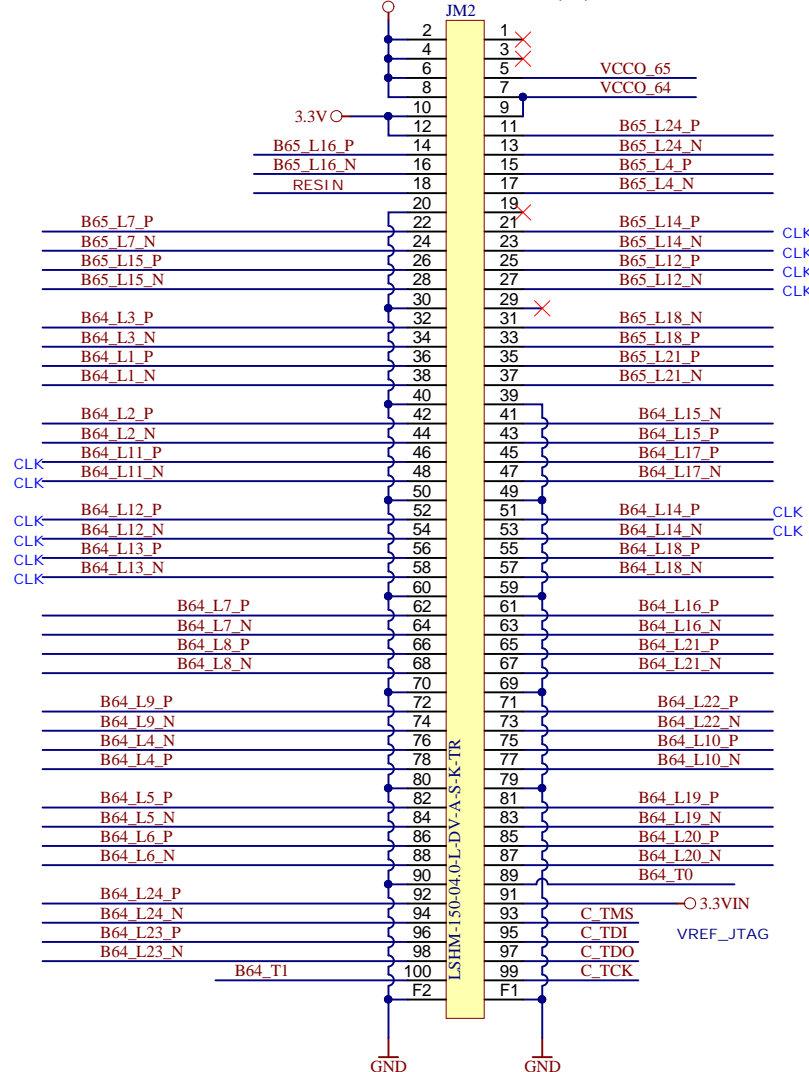 JM2
2 1
4 3
6 5 VCCO_65
8 7 VCCO_64
3.3V 10 9
12 11 B65_L24_P
B65_L16_P 14 13 B65_L24_N
B65_L16_N 16 15 B65_L4_P
RESIN 18 17 B65_L4_N
20 19
B65_L7_P 22 21 B65_L14_P CLK
B65_L7_N 24 23 B65_L14_N CLK
B65_L15_P 26 25 B65_L12_P CLK
B65_L15_N 28 27 B65_L12_N CLK
30 29
B64_L3_P 32 31 B65_L18_N
B64_L3_N 34 33 B65_L18_P
B64_L1_P 36 35 B65_L21_P
B64_L1_N 38 37 B65_L21_N
40 39
B64_L2_P 42 41 B64_L15_N
B64_L2_N 44 43 B64_L15_P
CLK B64_L11_P 46 45 B64_L17_P
CLK B64_L11_N 48 47 B64_L17_N
50 49
CLK B64_L12_P 52 51 B64_L14_P CLK
CLK B64_L12_N 54 53 B64_L14_N CLK
CLK B64_L13_P 56 55 B64_L18_P
CLK B64_L13_N 58 57 B64_L18_N
60 59
B64_L7_P 62 61 B64_L16_P
B64_L7_N 64 63 B64_L16_N
B64_L8_P 66 65 B64_L21_P
B64_L8_N 68 67 B64_L21_N
70 69
B64_L9_P 72 71 B64_L22_P
B64_L9_N 74 73 B64_L22_N
B64_L4_N 76 75 B64_L10_P
B64_L4_P 78 77 B64_L10_N
80 79
B64_L5_P 82 81 B64_L19_P
B64_L5_N 84 83 B64_L19_N
B64_L6_P 86 85 B64_L20_P
B64_L6_N 88 87 B64_L20_N
90 89 B64_T0
B64_L24_P 92 91 3.3VIN
B64_L24_N 94 93 C_TMS
B64_L23_P 96 95 C_TDI VREF_JTAG
B64_L23_N 98 97 C_TDO
B64_T1 100 99 C_TCK
F2 F1
LSHM-150-04.0-L-DV-A-S-K-TR
GND GND